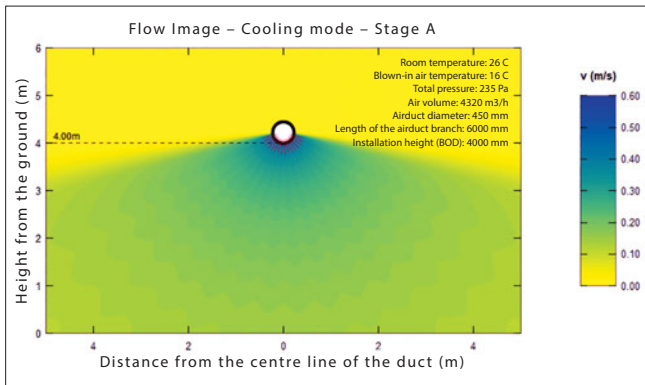 Flow Image – Cooling mode – Stage A
Room temperature: 26 C
Blown-in air temperature: 16 C
Total pressure: 235 Pa
Air volume: 4320 m3/h
Airduct diameter: 450 mm
Length of the airduct branch: 6000 mm
Installation height (BOD): 4000 mm
Height from the ground (m)
6
5
4
3
2
1
0
4.00m
4
2
0
2
4
Distance from the centre line of the duct (m)
v (m/s)
0.60
0.50
0.40
0.30
0.20
0.10
0.00